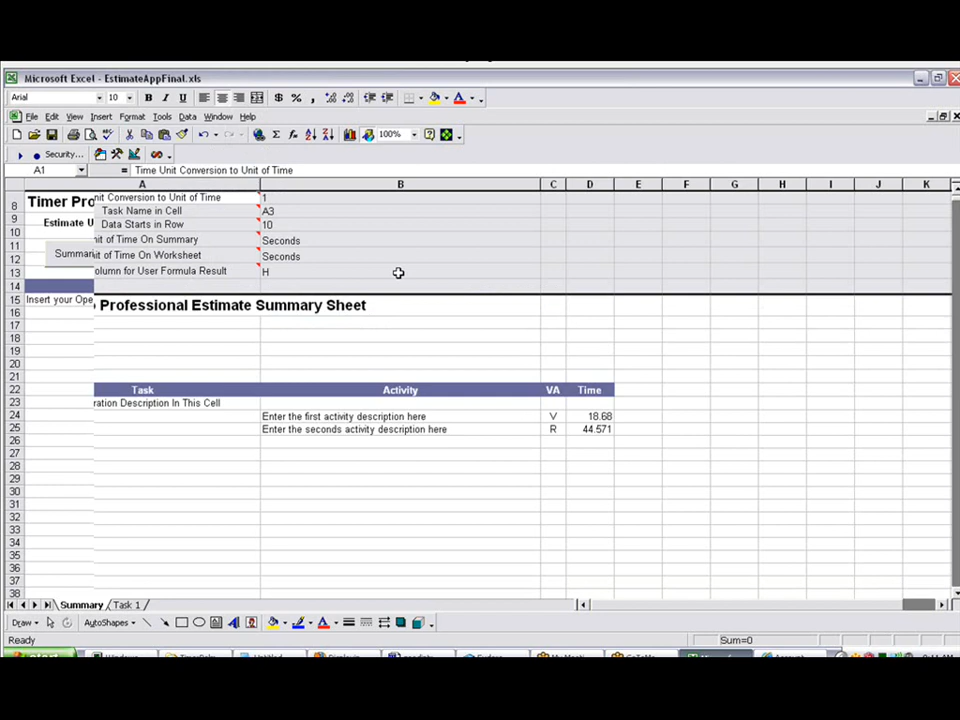 Microsoft Excel - EstimateAppFinal.xls
Arial 10 B I U $ % ,
File Edit View Insert Format Tools Data Window Help
Σ 100%
Security...
A1 = Time Unit Conversion to Unit of Time
A B C D E F G H I J K
8 Timer Pro nit Conversion to Unit of Time 1
9 Estimate U Task Name in Cell A3
10 Data Starts in Row 10
11 Summar nit of Time On Summary Seconds
12 nit of Time On Worksheet Seconds
13 olumn for User Formula Result H
14
15 Insert your Ope
16 Professional Estimate Summary Sheet
17
18
19
20
21
22 Task Activity VA Time
23 ration Description In This Cell
24 Enter the first activity description here V 18.68
25 Enter the seconds activity description here R 44.571
26
27
28
29
30
31
32
33
34
35
36
37
38
Summary Task 1
Draw AutoShapes
Ready Sum=0